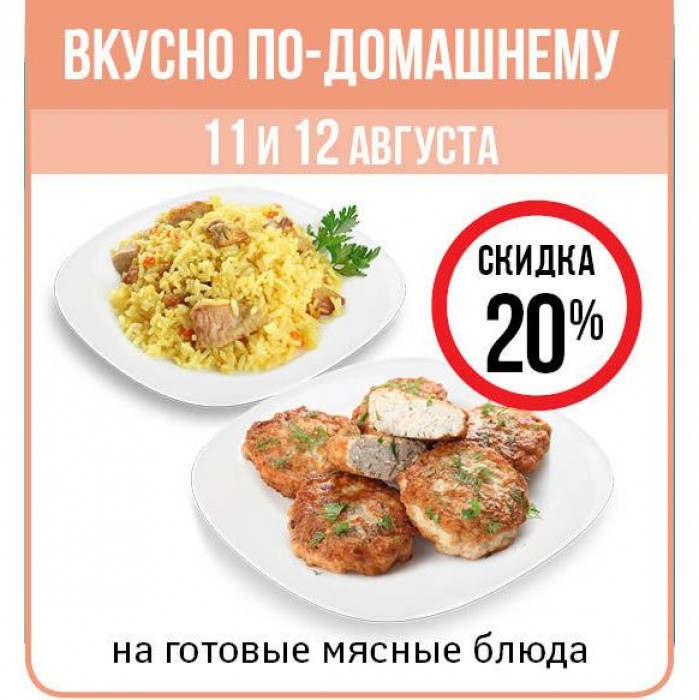 ВКУСНО ПО-ДОМАШНЕМУ
11 И 12 АВГУСТА
СКИДКА
20%
на готовые мясные блюда